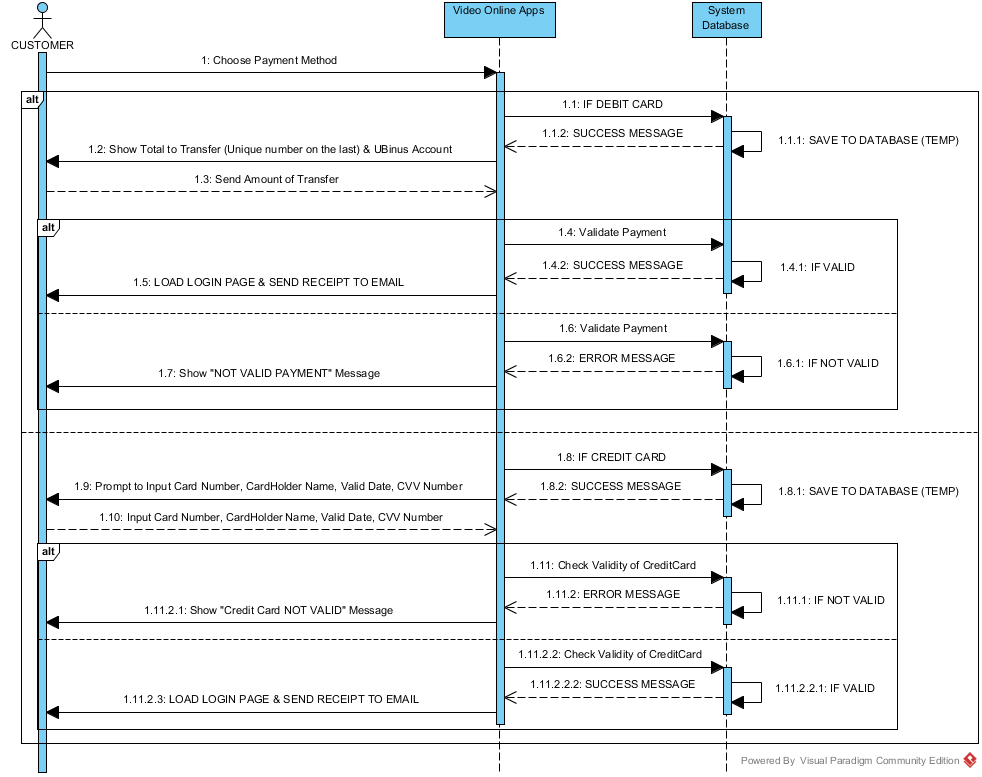 Video Online Apps
System
Database
CUSTOMER
1: Choose Payment Method
alt
1.1: IF DEBIT CARD
1.1.2: SUCCESS MESSAGE
1.1.1: SAVE TO DATABASE (TEMP)
1.2: Show Total to Transfer (Unique number on the last) & UBinus Account
1.3: Send Amount of Transfer
alt
1.4: Validate Payment
1.4.2: SUCCESS MESSAGE
1.4.1: IF VALID
1.5: LOAD LOGIN PAGE & SEND RECEIPT TO EMAIL
1.6: Validate Payment
1.6.2: ERROR MESSAGE
1.6.1: IF NOT VALID
1.7: Show "NOT VALID PAYMENT" Message
1.8: IF CREDIT CARD
1.9: Prompt to Input Card Number, CardHolder Name, Valid Date, CVV Number
1.8.2: SUCCESS MESSAGE
1.8.1: SAVE TO DATABASE (TEMP)
1.10: Input Card Number, CardHolder Name, Valid Date, CVV Number
alt
1.11: Check Validity of CreditCard
1.11.2: ERROR MESSAGE
1.11.1: IF NOT VALID
1.11.2.1: Show "Credit Card NOT VALID" Message
1.11.2.2: Check Validity of CreditCard
1.11.2.2.2: SUCCESS MESSAGE
1.11.2.2.1: IF VALID
1.11.2.3: LOAD LOGIN PAGE & SEND RECEIPT TO EMAIL
Powered By Visual Paradigm Community Edition